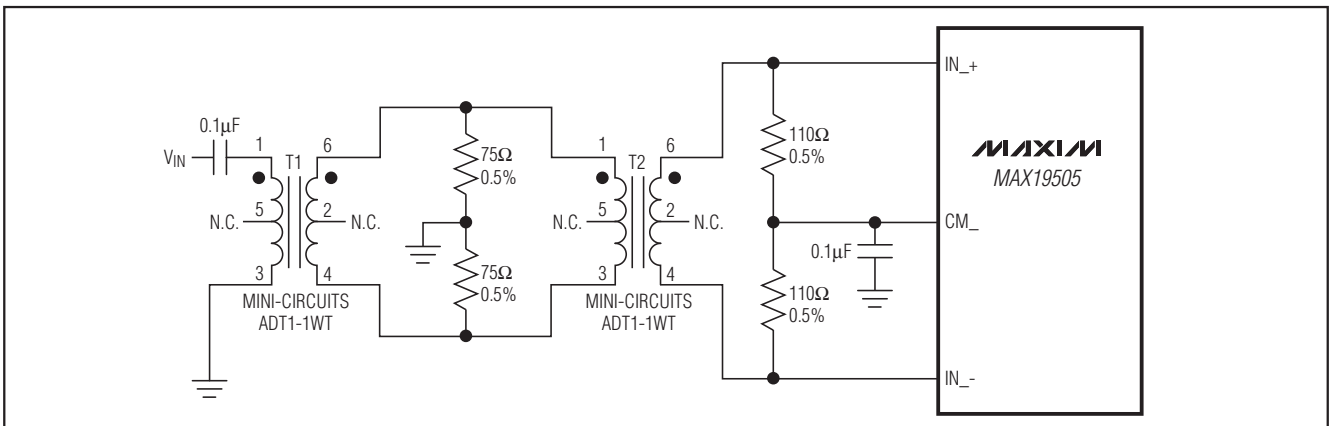 0.1μF
V_IN
1
T1
6
5
2
N.C.
N.C.
3
4
MINI-CIRCUITS
ADT1-1WT
75Ω
0.5%
75Ω
0.5%
1
T2
6
5
2
N.C.
N.C.
3
4
MINI-CIRCUITS
ADT1-1WT
110Ω
0.5%
0.1μF
110Ω
0.5%
IN_+
MAXIM
MAX19505
CM_
IN_-